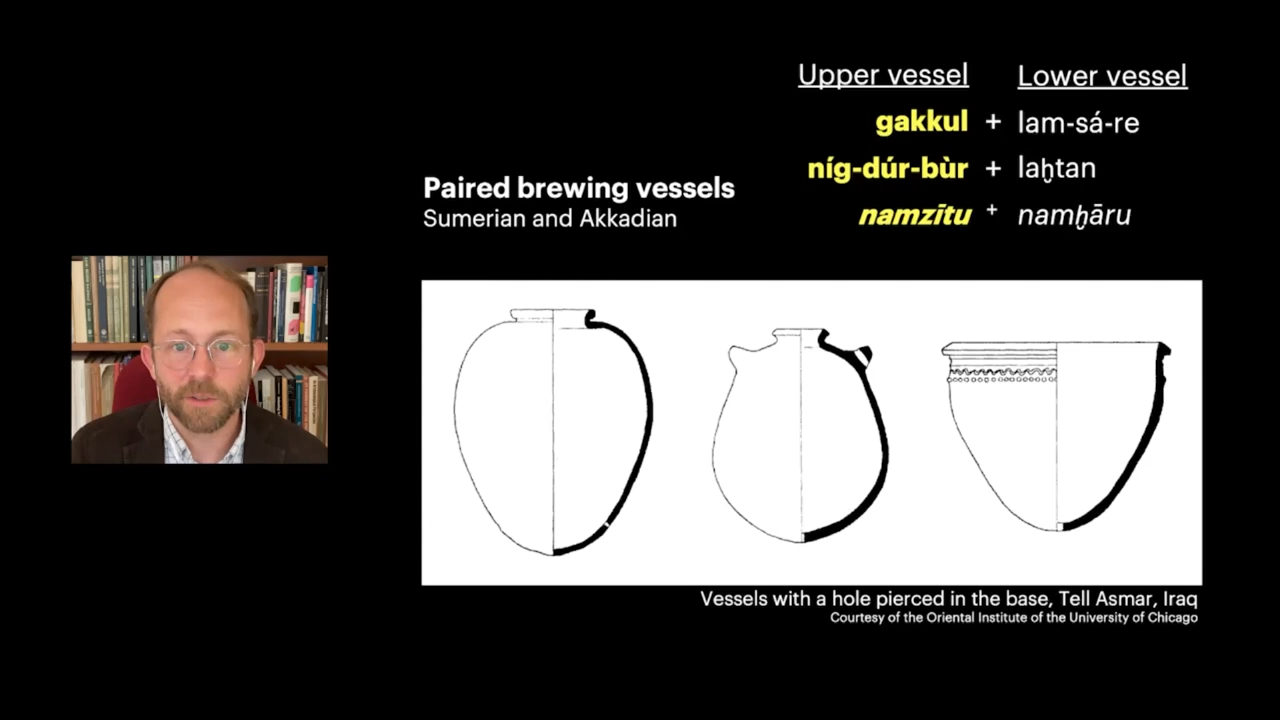 Upper vessel Lower vessel
gakkul + lam-sá-re
níg-dúr-bùr + laḫtan
namzītu + namḫāru
Paired brewing vessels
Sumerian and Akkadian
Vessels with a hole pierced in the base, Tell Asmar, Iraq
Courtesy of the Oriental Institute of the University of Chicago